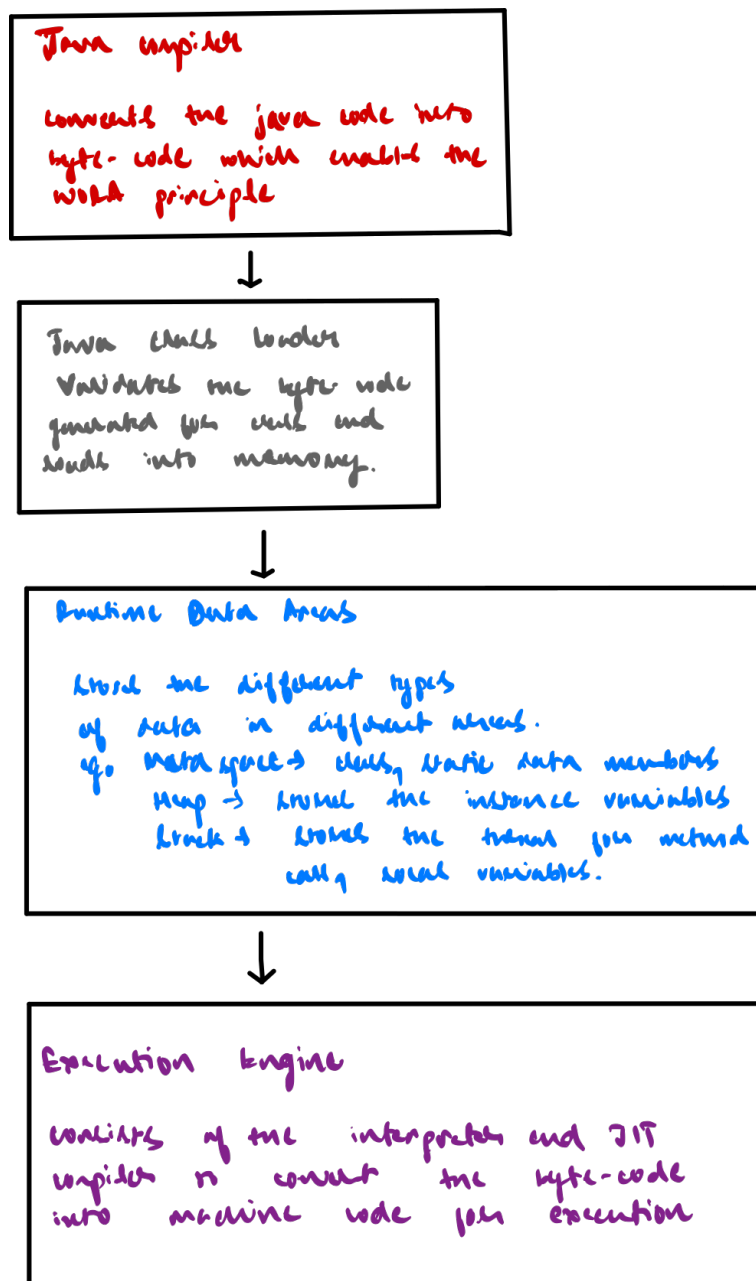 Java compiler
converts the java code into
byte-code which enables the
WORA principle
Java class loader
Validates the byte-code
generated for class and
loads into memory.
Runtime Data Areas
stores the different types
of data in different areas.
eg. Metaspace → class, static data members
Heap → stores the instance variables
Stack → stores the thread for method
call, local variables.
Execution Engine
consists of the interpreter and JIT
compiler to convert the byte-code
into machine code for execution